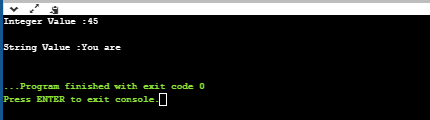 Integer Value :45
String Value :You are
...Program finished with exit code 0
Press ENTER to exit console.